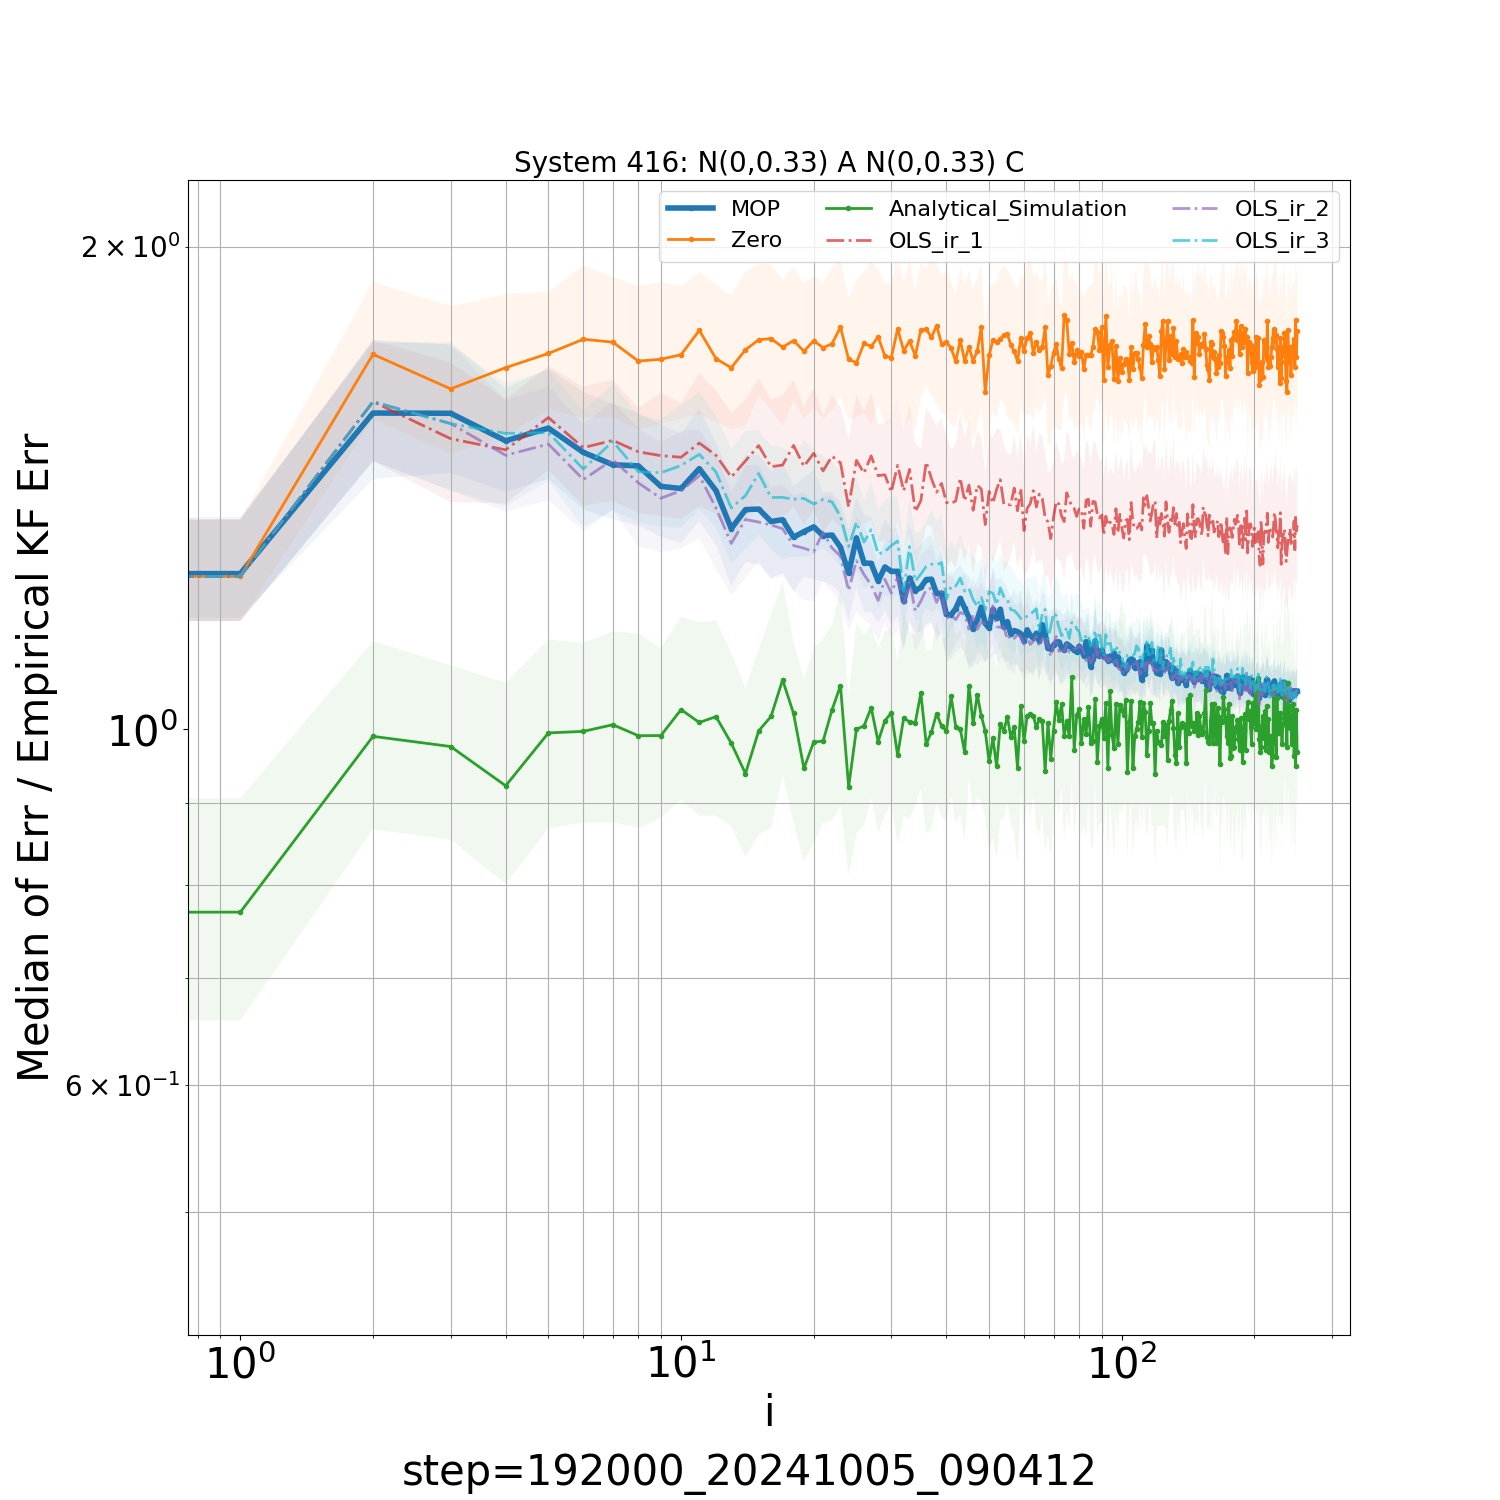 System 416: N(0,0.33) A N(0,0.33) C
MOP
Zero
Analytical_Simulation
OLS_ir_1
OLS_ir_2
OLS_ir_3
Median of Err / Empirical KF Err
2 × 10⁰
10⁰
6 × 10⁻¹
10⁰ 10¹ 10²
i
step=192000_20241005_090412